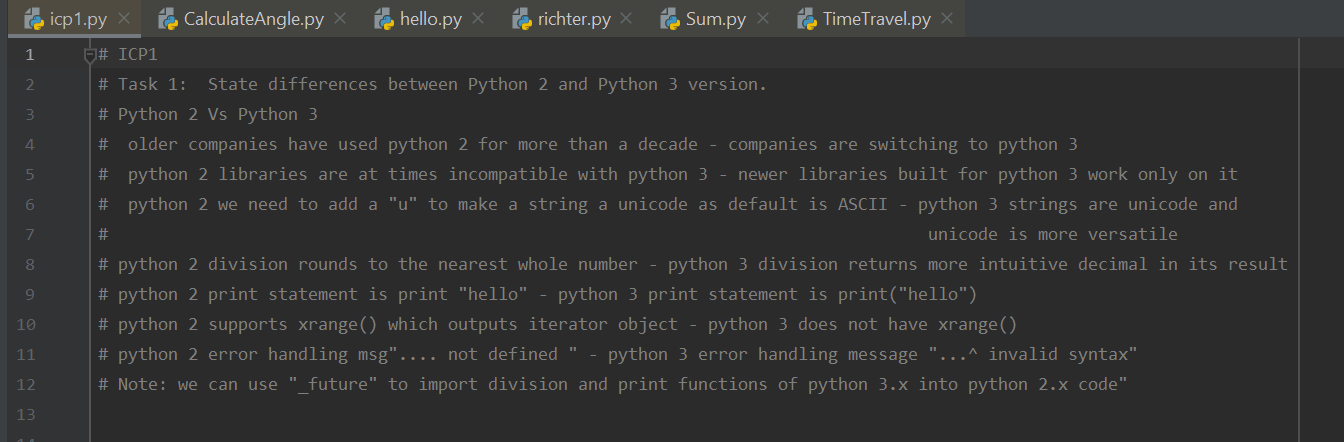 icp1.py CalculateAngle.py hello.py richter.py Sum.py TimeTravel.py
1 # ICP1
2 # Task 1:  State differences between Python 2 and Python 3 version.
3 # Python 2 Vs Python 3
4 #  older companies have used python 2 for more than a decade - companies are switching to python 3
5 #  python 2 libraries are at times incompatible with python 3 - newer libraries built for python 3 work only on it
6 #  python 2 we need to add a "u" to make a string a unicode as default is ASCII - python 3 strings are unicode and
7 #                                                                                  unicode is more versatile
8 # python 2 division rounds to the nearest whole number - python 3 division returns more intuitive decimal in its result
9 # python 2 print statement is print "hello" - python 3 print statement is print("hello")
10 # python 2 supports xrange() which outputs iterator object - python 3 does not have xrange()
11 # python 2 error handling msg".... not defined " - python 3 error handling message "...^ invalid syntax"
12 # Note: we can use "_future" to import division and print functions of python 3.x into python 2.x code"
13